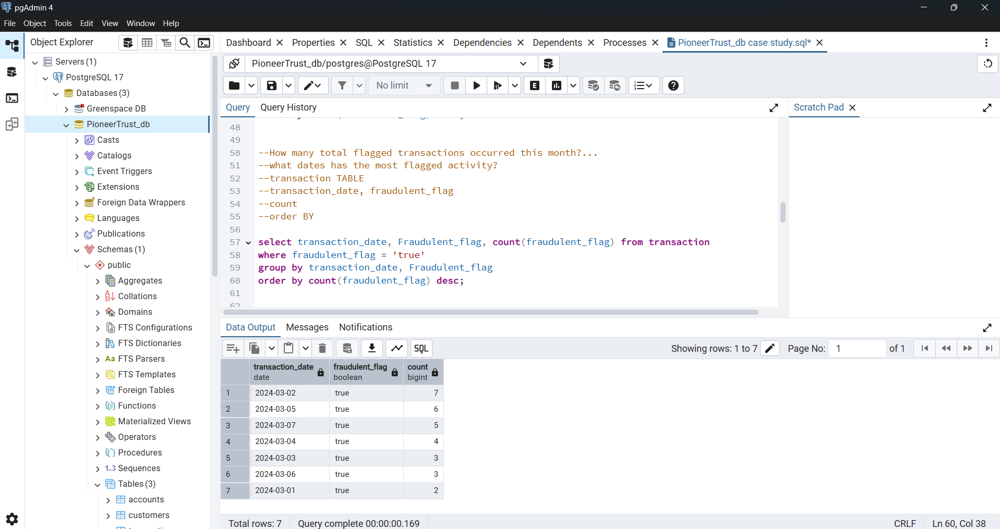 pgAdmin 4
File Object Tools Edit View Window Help
Object Explorer
Dashboard Properties SQL Statistics Dependencies Dependents Processes PioneerTrust_db case study.sql*
Servers (1)
PostgreSQL 17
Databases (3)
Greenspace DB
PioneerTrust_db
Casts
Catalogs
Event Triggers
Extensions
Foreign Data Wrappers
Languages
Publications
Schemas (1)
public
Aggregates
Collations
Domains
FTS Configurations
FTS Dictionaries
Aa FTS Parsers
FTS Templates
Foreign Tables
Functions
Materialized Views
Operators
Procedures
1..3 Sequences
Tables (3)
accounts
customers
PioneerTrust_db/postgres@PostgreSQL 17
No limit
E
Query Query History
Scratch Pad
48
49
50 --How many total flagged transactions occurred this month?...
51 --what dates has the most flagged activity?
52 --transaction TABLE
53 --transaction_date, fraudulent_flag
54 --count
55 --order BY
56
57 select transaction_date, Fraudulent_flag, count(fraudulent_flag) from transaction
58 where fraudulent_flag = 'true'
59 group by transaction_date, Fraudulent_flag
60 order by count(fraudulent_flag) desc;
61
62
Data Output Messages Notifications
SQL
Showing rows: 1 to 7 Page No: 1 of 1
transaction_date fraudulent_flag count
date boolean bigint
1 2024-03-02 true 7
2 2024-03-05 true 6
3 2024-03-07 true 5
4 2024-03-04 true 4
5 2024-03-03 true 3
6 2024-03-06 true 3
7 2024-03-01 true 2
Total rows: 7 Query complete 00:00:00.169 CRLF Ln 60, Col 38